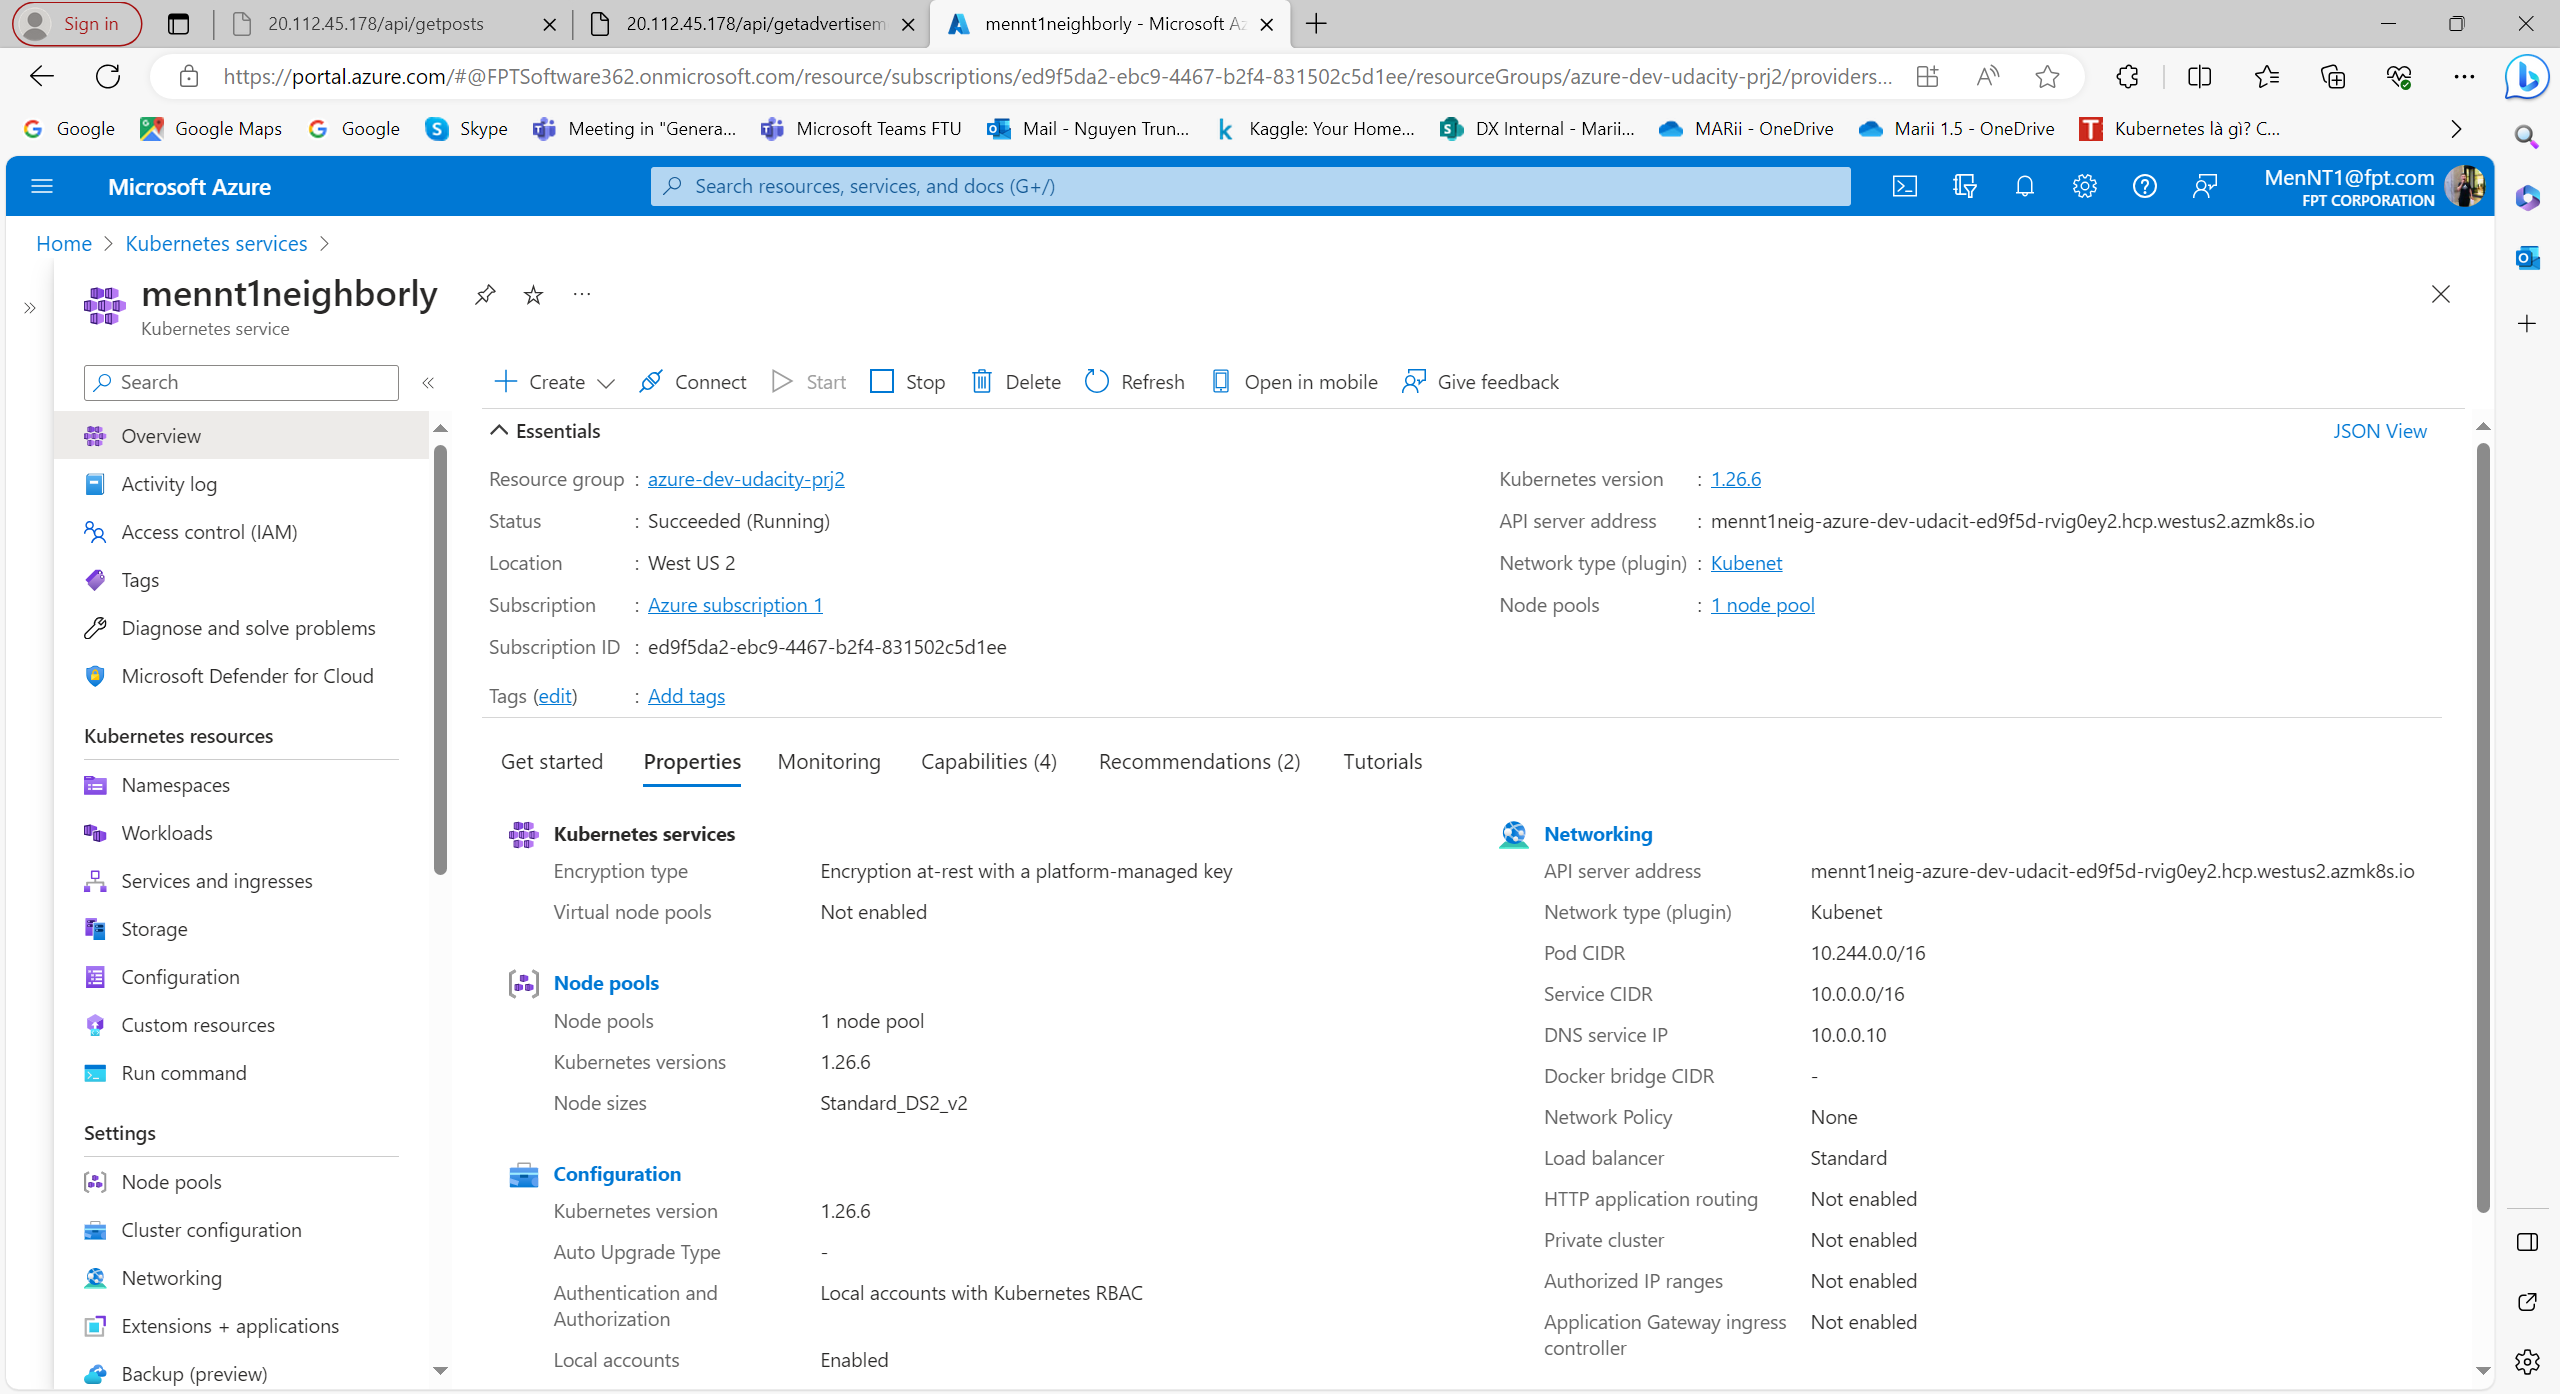 Sign in
20.112.45.178/api/getposts
20.112.45.178/api/getadvertisem
mennt1neighborly - Microsoft Az
https://portal.azure.com/#@FPTSoftware362.onmicrosoft.com/resource/subscriptions/ed9f5da2-ebc9-4467-b2f4-831502c5d1ee/resourceGroups/azure-dev-udacity-prj2/providers...
Google
Google Maps
Google
Skype
Meeting in "Genera...
Microsoft Teams FTU
Mail - Nguyen Trun...
Kaggle: Your Home...
DX Internal - Marii...
MARii - OneDrive
Marii 1.5 - OneDrive
Kubernetes là gì? C...
Microsoft Azure
Search resources, services, and docs (G+/)
MenNT1@fpt.com
FPT CORPORATION
Home > Kubernetes services >
mennt1neighborly
Kubernetes service
Search
Overview
Activity log
Access control (IAM)
Tags
Diagnose and solve problems
Microsoft Defender for Cloud
Kubernetes resources
Namespaces
Workloads
Services and ingresses
Storage
Configuration
Custom resources
Run command
Settings
Node pools
Cluster configuration
Networking
Extensions + applications
Backup (preview)
Create
Connect
Start
Stop
Delete
Refresh
Open in mobile
Give feedback
Essentials
JSON View
Resource group : azure-dev-udacity-prj2
Status : Succeeded (Running)
Location : West US 2
Subscription : Azure subscription 1
Subscription ID : ed9f5da2-ebc9-4467-b2f4-831502c5d1ee
Tags (edit) : Add tags
Kubernetes version : 1.26.6
API server address : mennt1neig-azure-dev-udacit-ed9f5d-rvig0ey2.hcp.westus2.azmk8s.io
Network type (plugin) : Kubenet
Node pools : 1 node pool
Get started
Properties
Monitoring
Capabilities (4)
Recommendations (2)
Tutorials
Kubernetes services
Encryption type Encryption at-rest with a platform-managed key
Virtual node pools Not enabled
Node pools
Node pools 1 node pool
Kubernetes versions 1.26.6
Node sizes Standard_DS2_v2
Configuration
Kubernetes version 1.26.6
Auto Upgrade Type -
Authentication and Local accounts with Kubernetes RBAC
Authorization
Local accounts Enabled
Networking
API server address mennt1neig-azure-dev-udacit-ed9f5d-rvig0ey2.hcp.westus2.azmk8s.io
Network type (plugin) Kubenet
Pod CIDR 10.244.0.0/16
Service CIDR 10.0.0.0/16
DNS service IP 10.0.0.10
Docker bridge CIDR -
Network Policy None
Load balancer Standard
HTTP application routing Not enabled
Private cluster Not enabled
Authorized IP ranges Not enabled
Application Gateway ingress Not enabled
controller